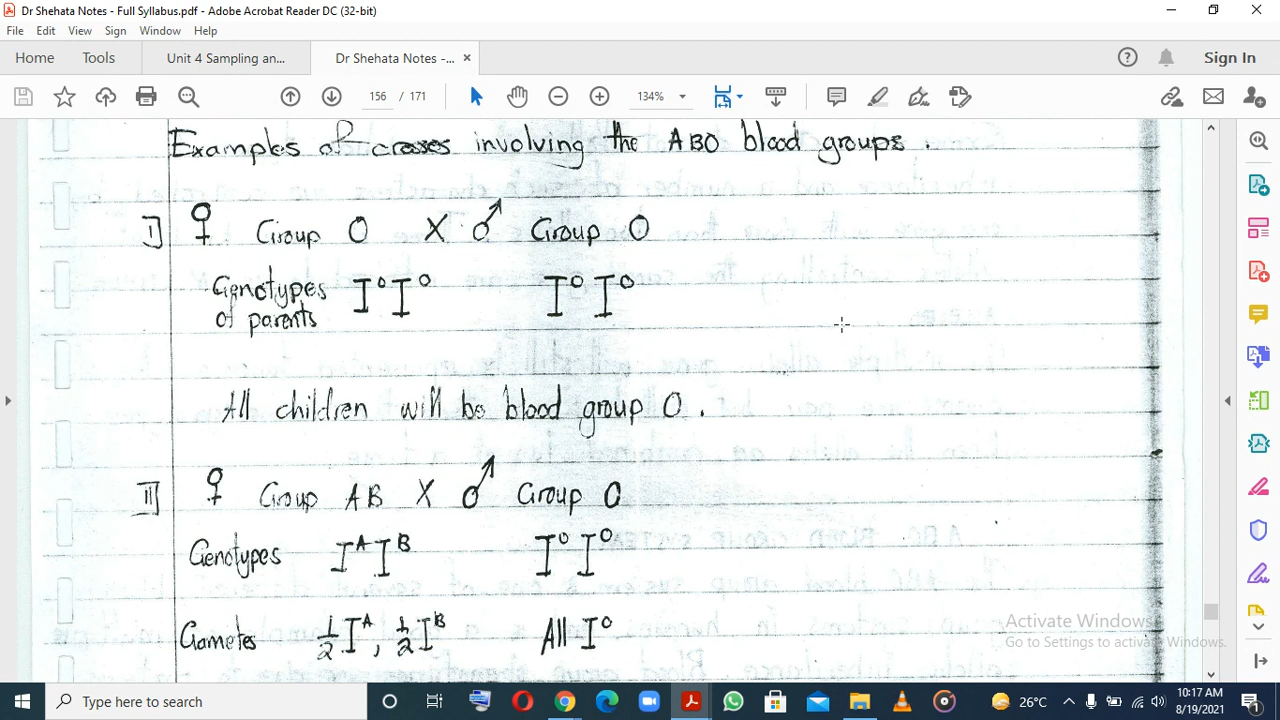 Dr Shehata Notes - Full Syllabus.pdf - Adobe Acrobat Reader DC (32-bit)
File Edit View Sign Window Help
Home Tools Unit 4 Sampling an... Dr Shehata Notes -... × Sign In
156 / 171 134%
Examples of crosses involving the ABO blood groups.
I] ♀ Group O X ♂ Group O
Genotypes of parents I°I° I°I°
All children will be blood group O.
II] ♀ Group AB X ♂ Group O
Genotypes IᴬIᴮ I°I°
Gametes ½Iᴬ, ½Iᴮ All I°
Activate Windows
Go to Settings to activate Windows.
Type here to search
26°C
8/19/2021